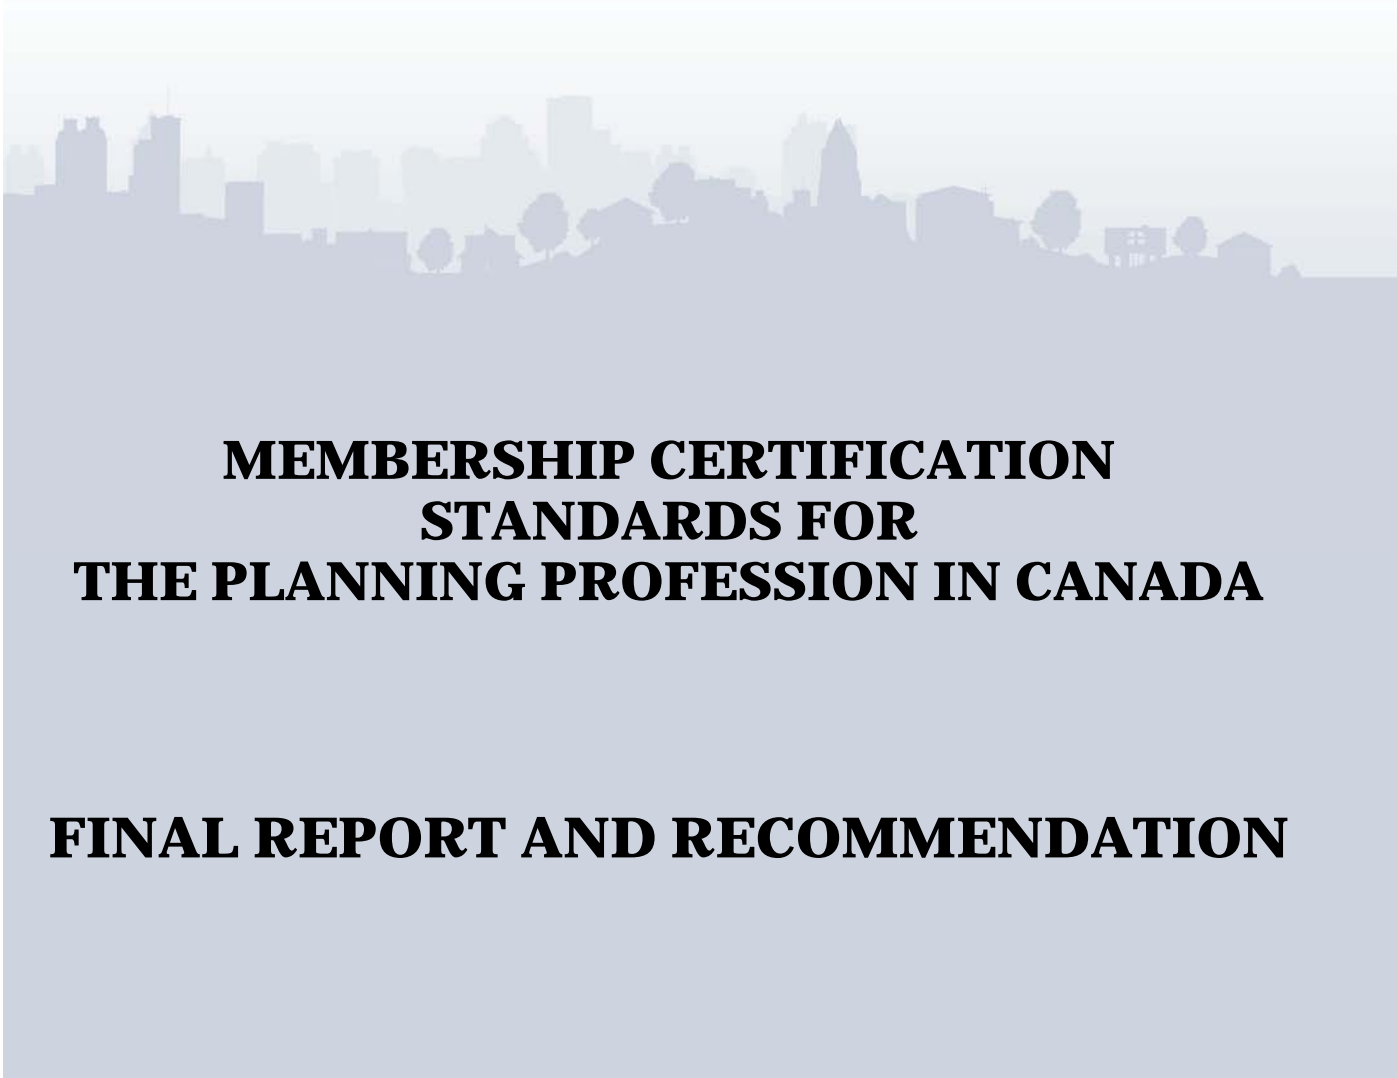 MEMBERSHIP CERTIFICATION
STANDARDS FOR
THE PLANNING PROFESSION IN CANADA
FINAL REPORT AND RECOMMENDATION